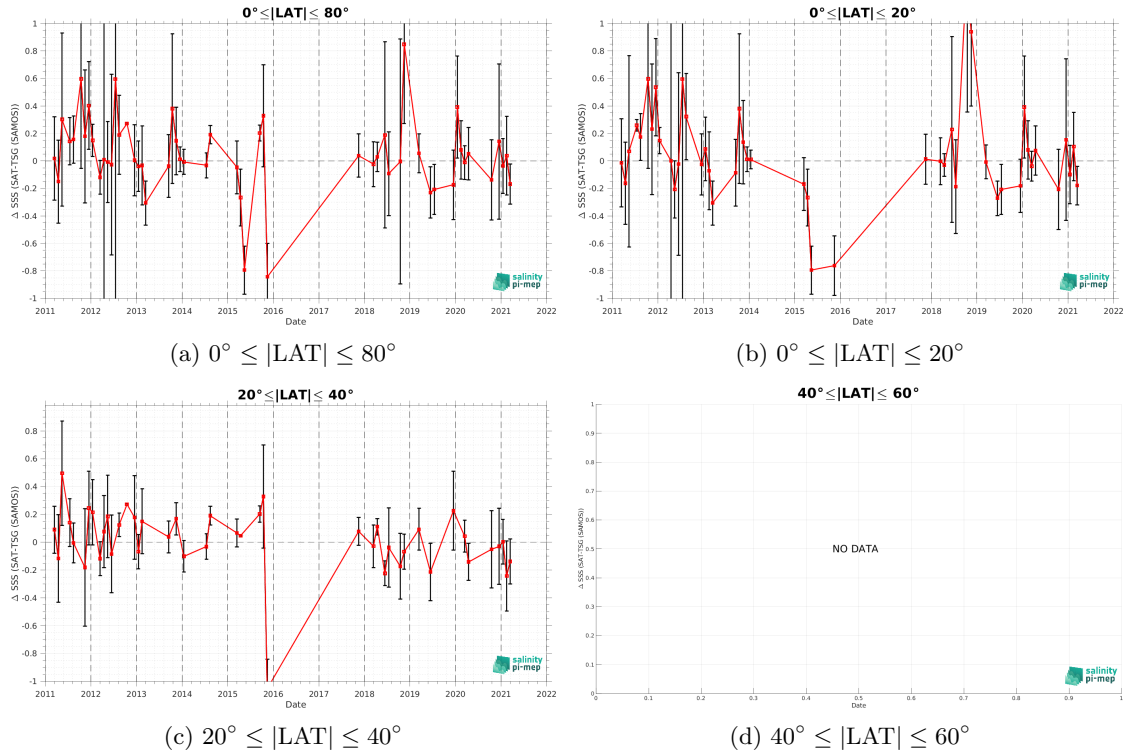 0°≤|LAT|≤ 80°
1
0.8
0.6
0.4
0.2
0
-0.2
-0.4
-0.6
-0.8
-1
Δ SSS (SAT-TSG (SAMOS))
2011 2012 2013 2014 2015 2016 2017 2018 2019 2020 2021 2022
Date
salinity
pi-mep
(a) 0° ≤ |LAT| ≤ 80°
0°≤|LAT|≤ 20°
1
0.8
0.6
0.4
0.2
0
-0.2
-0.4
-0.6
-0.8
-1
Δ SSS (SAT-TSG (SAMOS))
2011 2012 2013 2014 2015 2016 2017 2018 2019 2020 2021 2022
Date
salinity
pi-mep
(b) 0° ≤ |LAT| ≤ 20°
20°≤|LAT|≤ 40°
0.8
0.6
0.4
0.2
0
-0.2
-0.4
-0.6
-0.8
-1
Δ SSS (SAT-TSG (SAMOS))
2011 2012 2013 2014 2015 2016 2017 2018 2019 2020 2021 2022
Date
salinity
pi-mep
(c) 20° ≤ |LAT| ≤ 40°
40°≤|LAT|≤ 60°
1
0.9
0.8
0.7
0.6
0.5
0.4
0.3
0.2
0.1
0
Δ SSS (SAT-TSG (SAMOS))
NO DATA
0 0.1 0.2 0.3 0.4 0.5 0.6 0.7 0.8 0.9 1
Date
salinity
pi-mep
(d) 40° ≤ |LAT| ≤ 60°